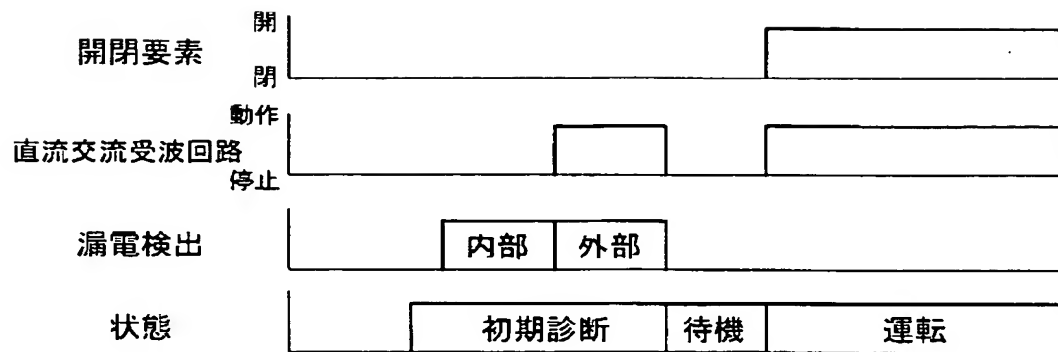 開
開閉要素
閉
動作
直流交流受波回路
停止
漏電検出 内部 外部
状態 初期診断 待機 運転